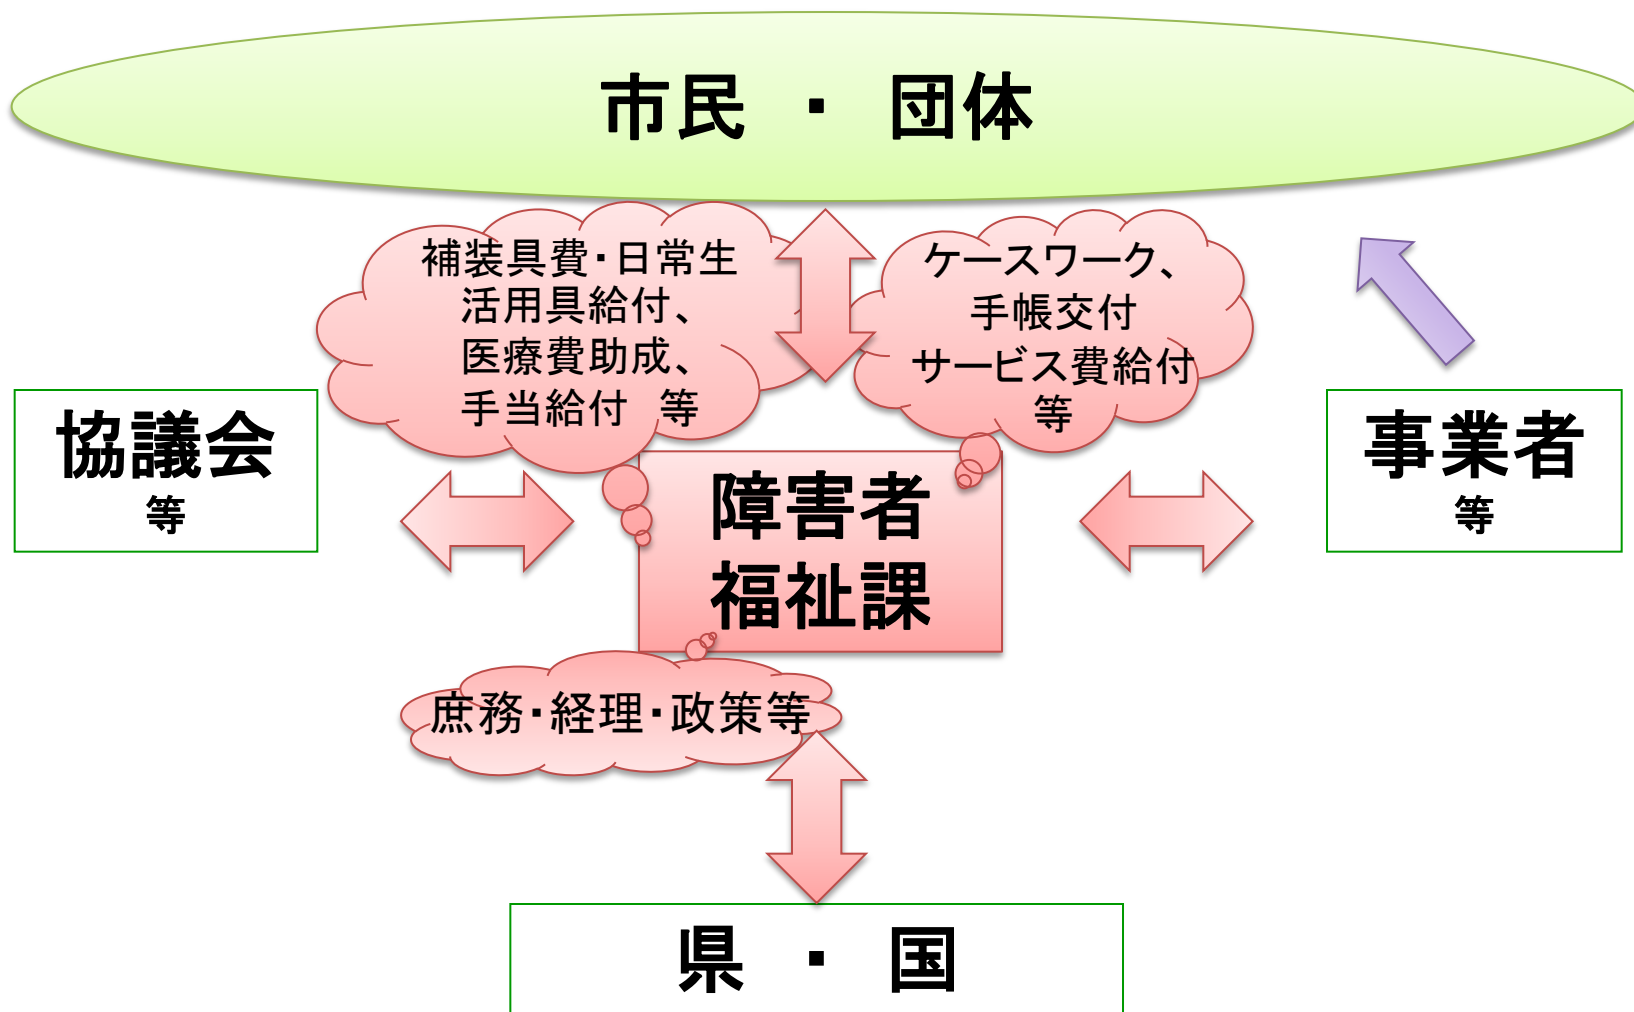 市民　・　団体
補装具費・日常生
活用具給付、
医療費助成、
手当給付　等
ケースワーク、
手帳交付
サービス費給付
等
協議会
等
障害者
福祉課
事業者
等
庶務・経理・政策等
県　・　国